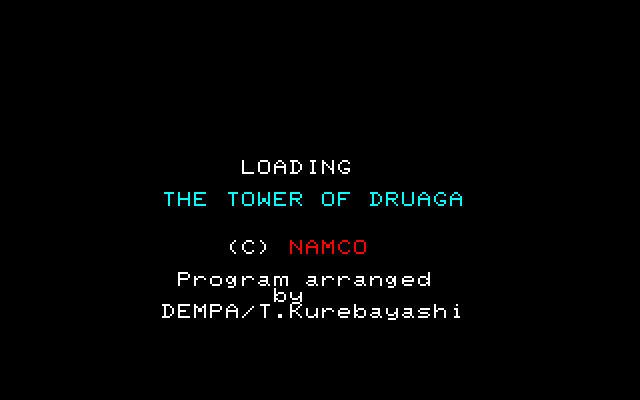 LOADING
THE TOWER OF DRUAGA
(C) NAMCO
Program arranged
by
DEMPA/T.Kurebayashi